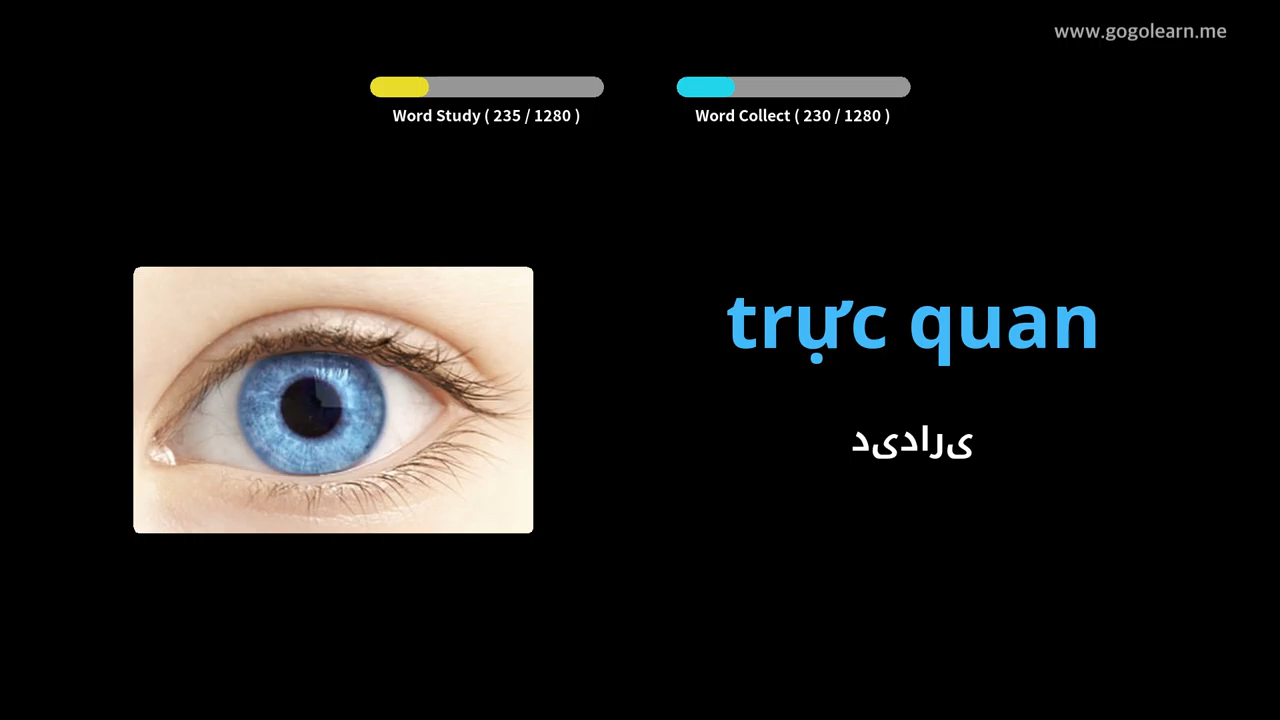 www.gogolearn.me
Word Study ( 235 / 1280 )
Word Collect ( 230 / 1280 )
trực quan
دیداری